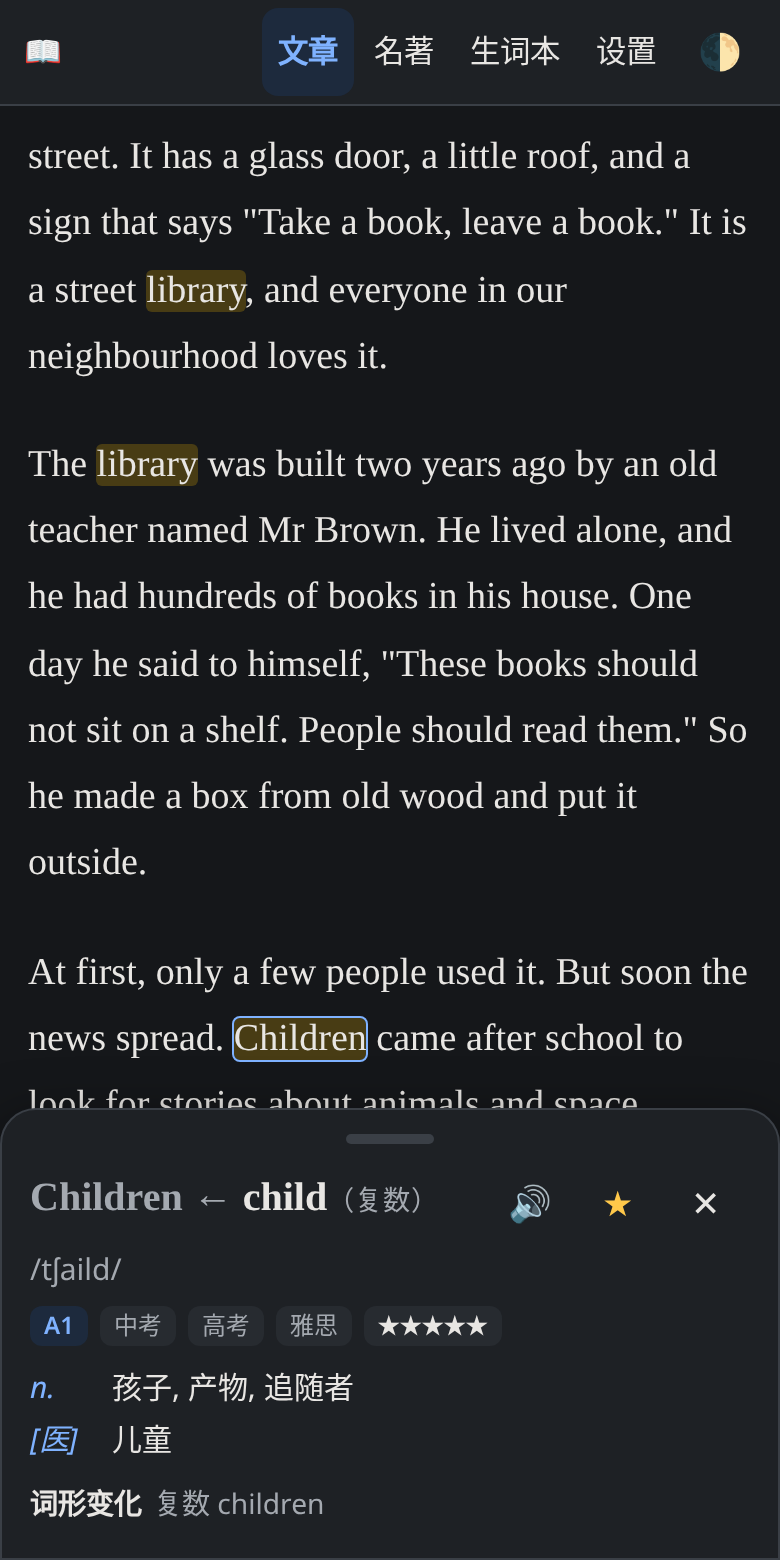 文章 名著 生词本 设置
street. It has a glass door, a little roof, and a
sign that says "Take a book, leave a book." It is
a street library, and everyone in our
neighbourhood loves it.
The library was built two years ago by an old
teacher named Mr Brown. He lived alone, and
he had hundreds of books in his house. One
day he said to himself, "These books should
not sit on a shelf. People should read them." So
he made a box from old wood and put it
outside.
At first, only a few people used it. But soon the
news spread. Children came after school to
look for stories about animals and space
Children ← child（复数）
/tʃaild/
A1 中考 高考 雅思 ★★★★★
n. 孩子, 产物, 追随者
[医] 儿童
词形变化 复数 children